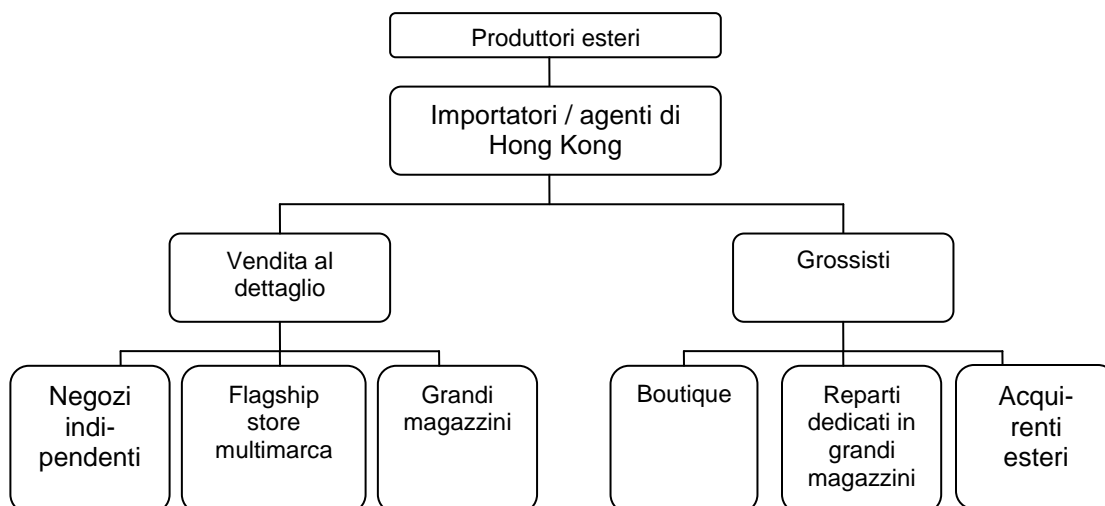 Produttori esteri
Importatori / agenti di
Hong Kong
Vendita al
dettaglio
Grossisti
Negozi
indi-
pendenti
Flagship
store
multimarca
Grandi
magazzini
Boutique
Reparti
dedicati in
grandi
magazzini
Acqui-
renti
esteri